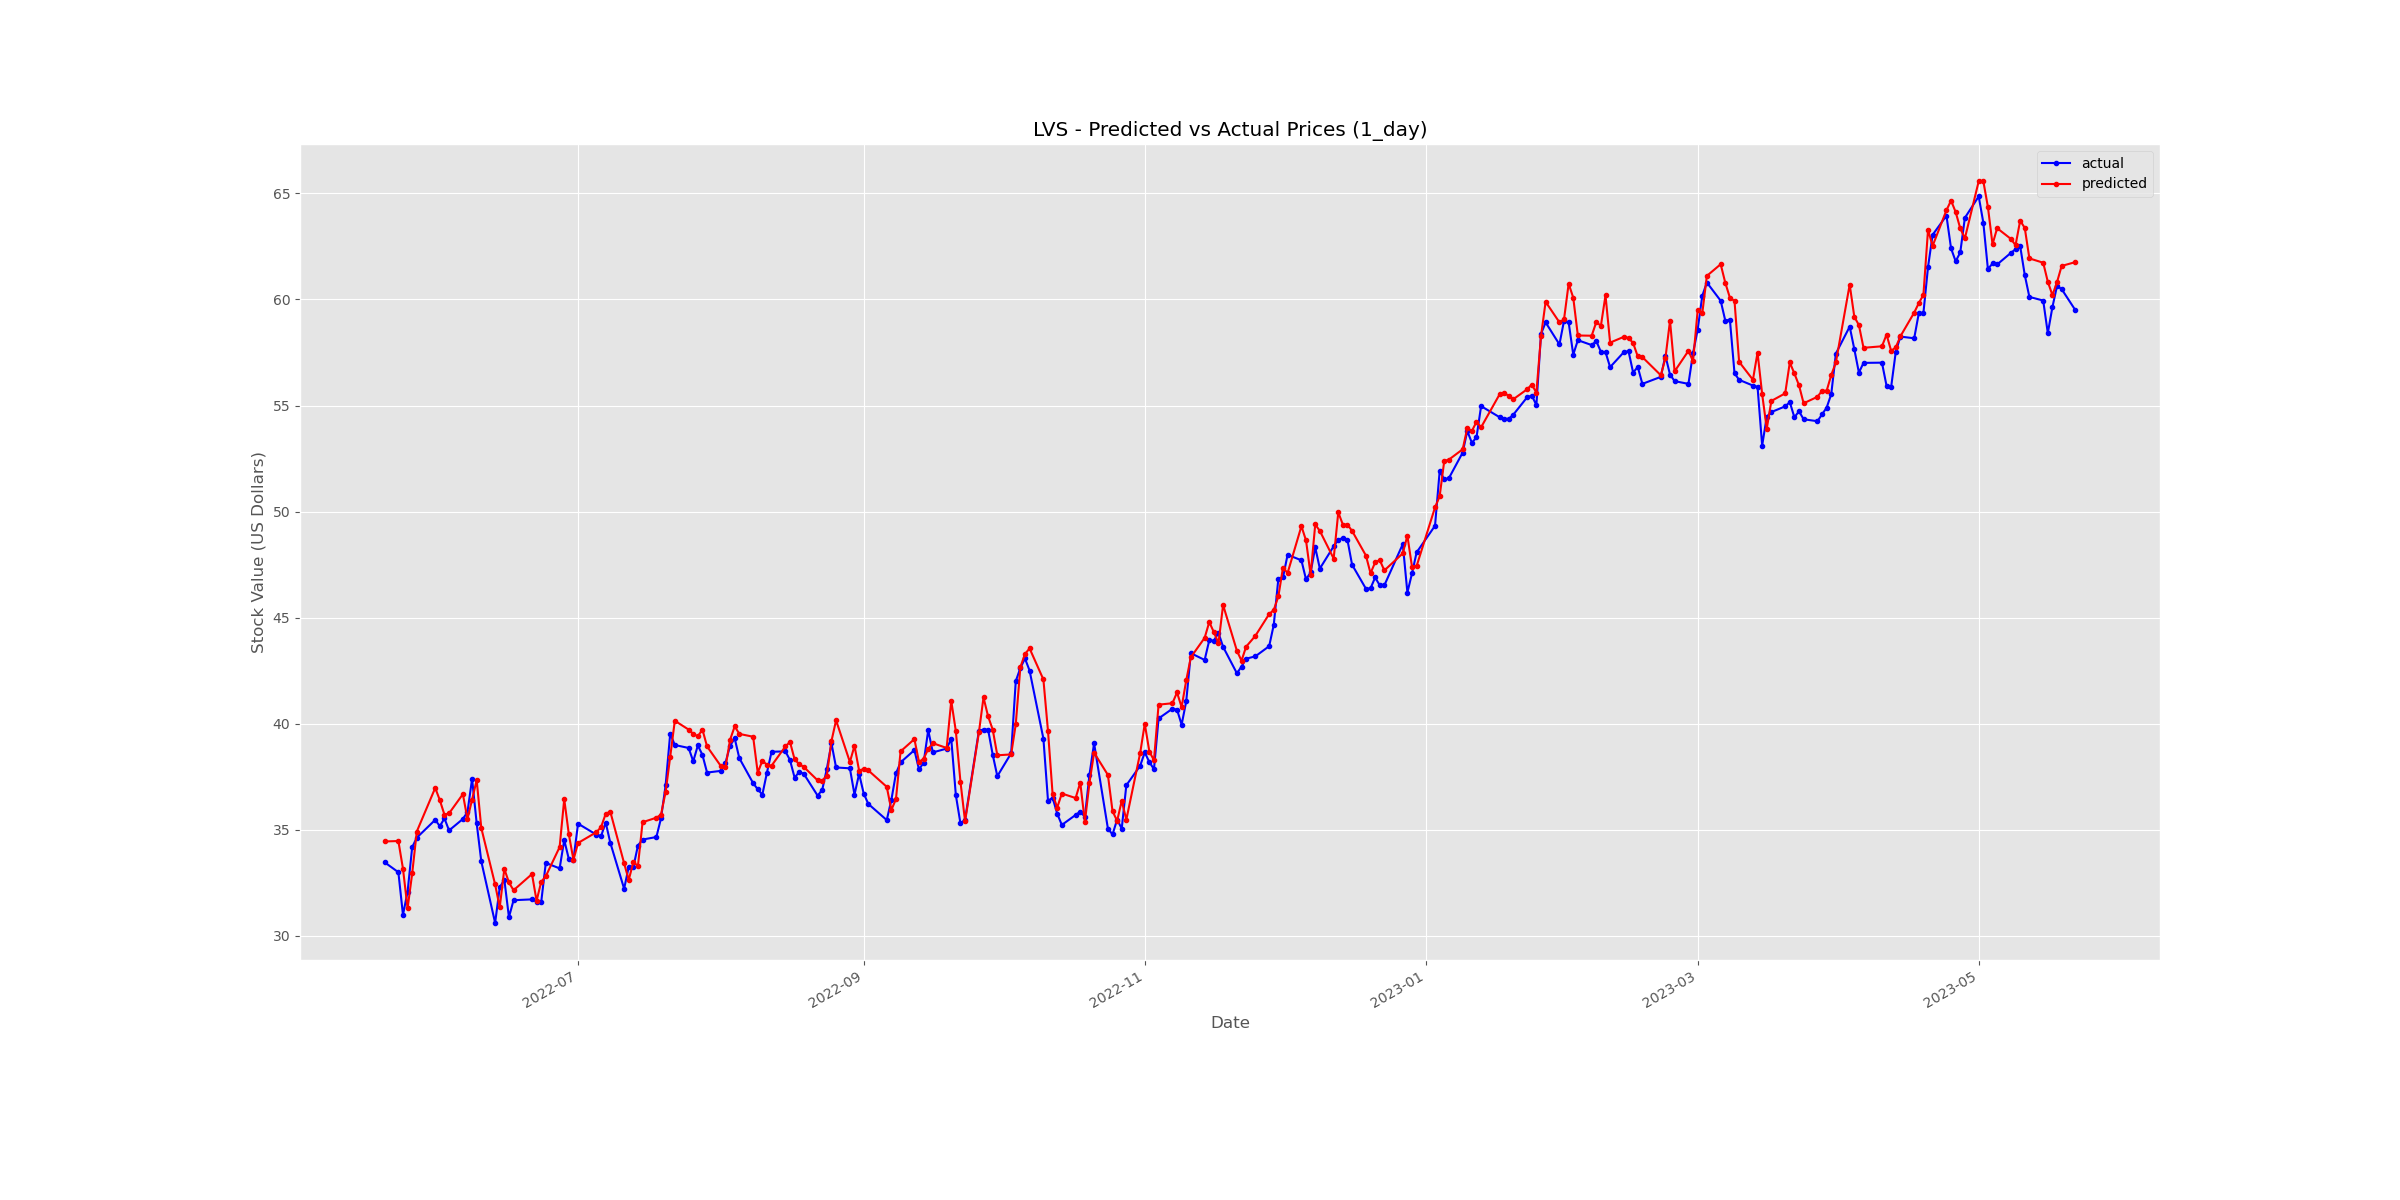 LVS - Predicted vs Actual Prices (1_day)
actual
predicted
65
60
55
50
45
40
35
30
Stock Value (US Dollars)
2022-07
2022-09
2022-11
2023-01
2023-03
2023-05
Date